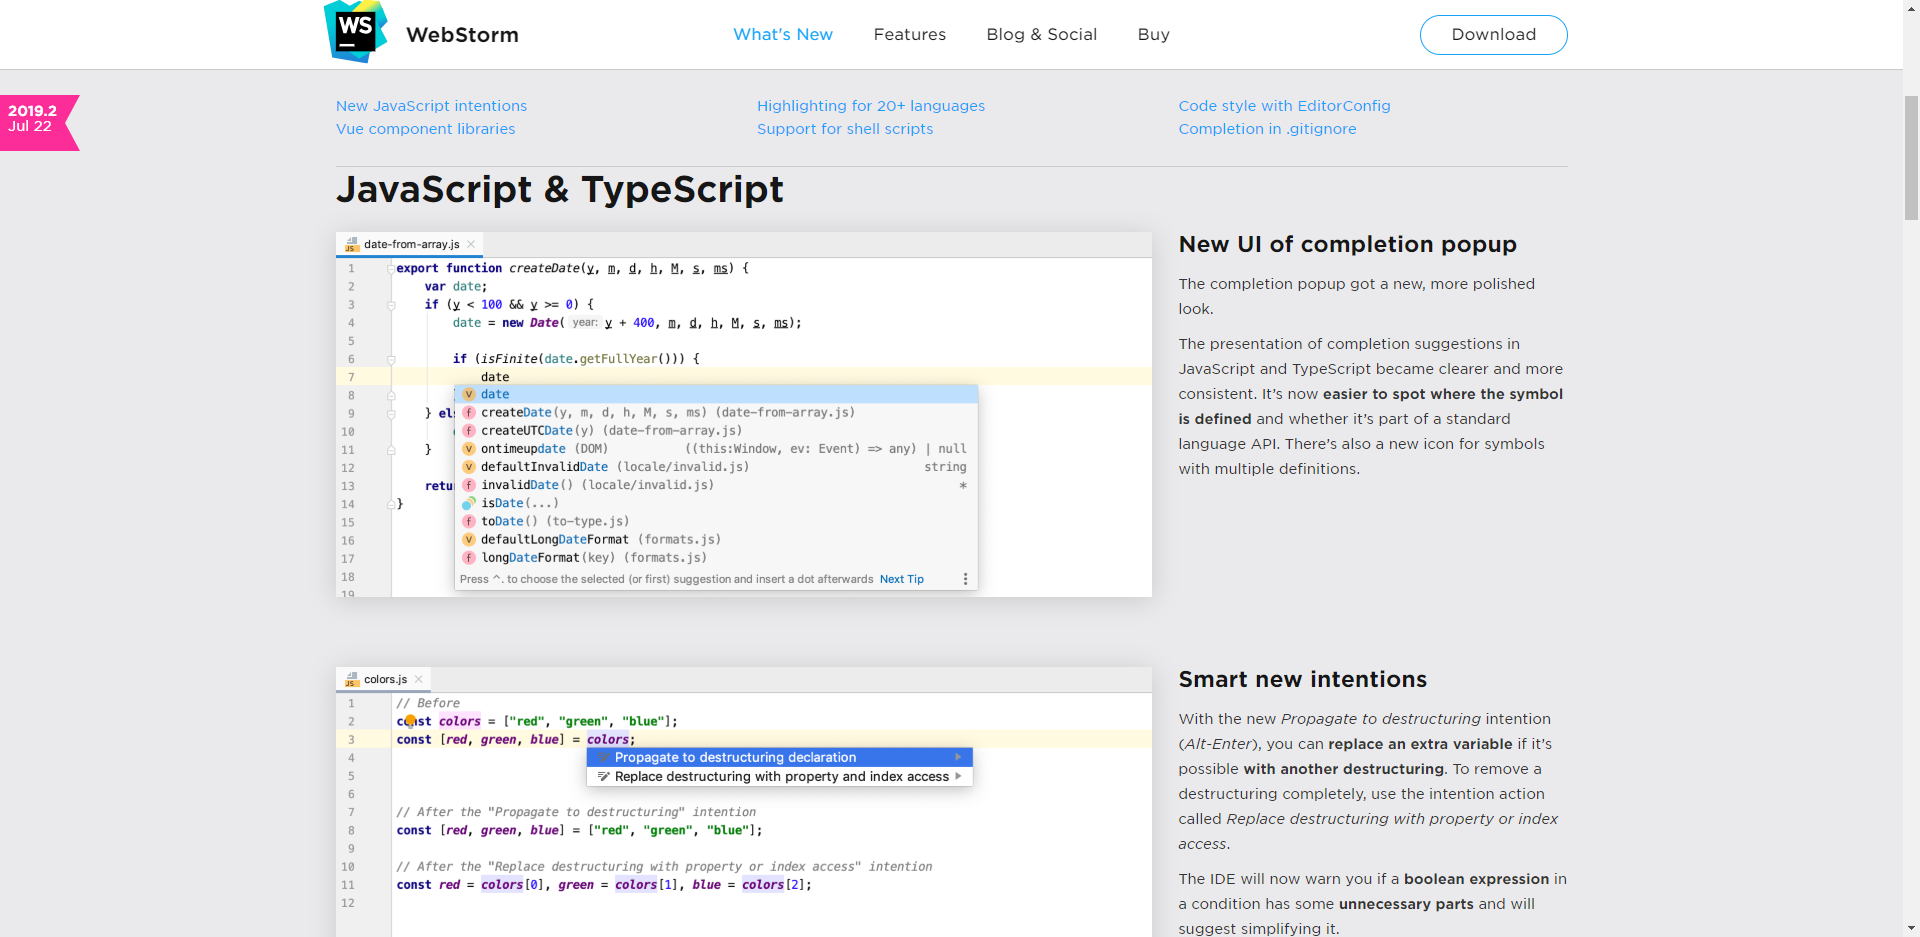 WS
WebStorm
What's New
Features
Blog & Social
Buy
Download
2019.2
Jul 22
New JavaScript intentions
Vue component libraries
Highlighting for 20+ languages
Support for shell scripts
Code style with EditorConfig
Completion in .gitignore
JavaScript & TypeScript
date-from-array.js
1 export function createDate(y, m, d, h, M, s, ms) {
2 var date;
3 if (y < 100 && y >= 0) {
4 date = new Date( year: y + 400, m, d, h, M, s, ms);
5
6 if (isFinite(date.getFullYear())) {
7 date
8
9 } els
10
11 }
12
13 retu
14 }
15
16
17
18
19
date
createDate(y, m, d, h, M, s, ms) (date-from-array.js)
createUTCDate(y) (date-from-array.js)
ontimeupdate (DOM) ((this:Window, ev: Event) => any) | null
defaultInvalidDate (locale/invalid.js) string
invalidDate() (locale/invalid.js) *
isDate(...)
toDate() (to-type.js)
defaultLongDateFormat (formats.js)
longDateFormat(key) (formats.js)
Press ^. to choose the selected (or first) suggestion and insert a dot afterwards Next Tip
New UI of completion popup
The completion popup got a new, more polished
look.
The presentation of completion suggestions in
JavaScript and TypeScript became clearer and more
consistent. It's now easier to spot where the symbol
is defined and whether it's part of a standard
language API. There's also a new icon for symbols
with multiple definitions.
colors.js
1 // Before
2 const colors = ["red", "green", "blue"];
3 const [red, green, blue] = colors;
4
5
6
7 // After the "Propagate to destructuring" intention
8 const [red, green, blue] = ["red", "green", "blue"];
9
10 // After the "Replace destructuring with property or index access" intention
11 const red = colors[0], green = colors[1], blue = colors[2];
12
Propagate to destructuring declaration
Replace destructuring with property and index access
Smart new intentions
With the new Propagate to destructuring intention
(Alt-Enter), you can replace an extra variable if it's
possible with another destructuring. To remove a
destructuring completely, use the intention action
called Replace destructuring with property or index
access.
The IDE will now warn you if a boolean expression in
a condition has some unnecessary parts and will
suggest simplifying it.